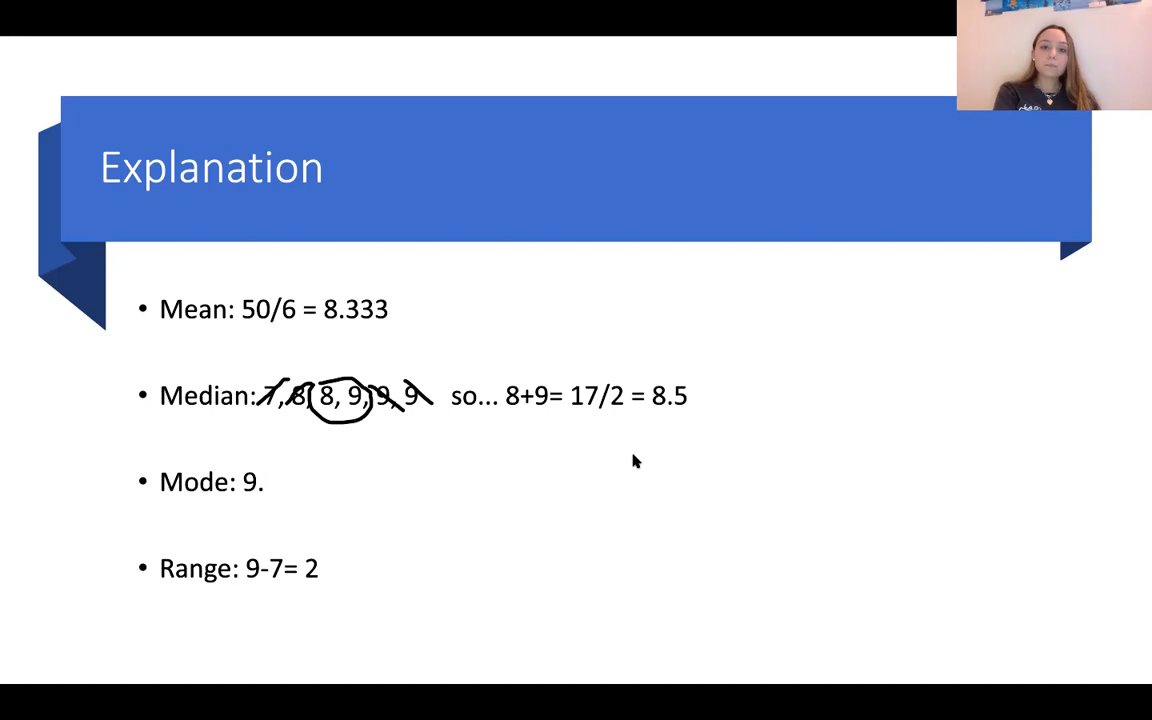 Explanation
• Mean: 50/6 = 8.333
• Median: 7, 8, 8, 9, 9, 9 so... 8+9= 17/2 = 8.5
• Mode: 9.
• Range: 9-7= 2